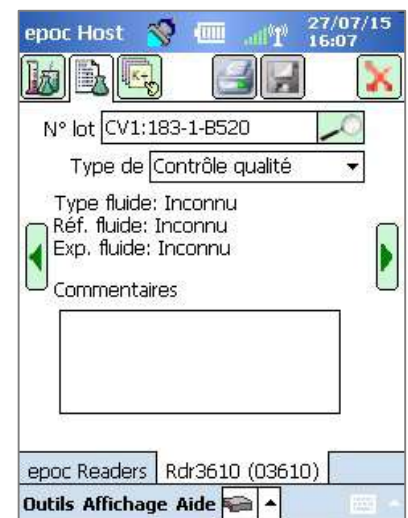 epoc Host 27/07/15
16:07
K+
N° lot CV1:183-1-B520
Type de Contrôle qualité
Type fluide: Inconnu
Réf. fluide: Inconnu
Exp. fluide: Inconnu
Commentaires
epoc Readers Rdr3610 (03610)
Outils Affichage Aide